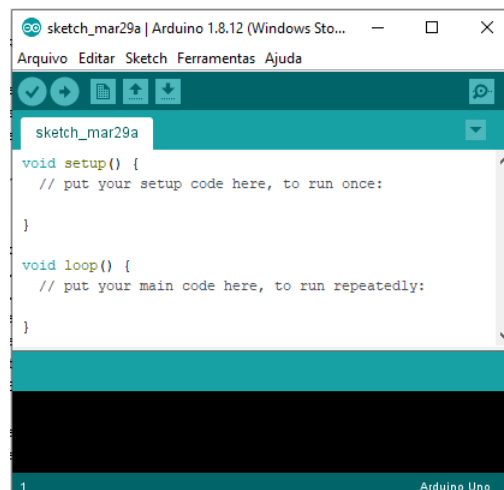 sketch_mar29a | Arduino 1.8.12 (Windows Sto...
Arquivo Editar Sketch Ferramentas Ajuda
sketch_mar29a
void setup() {
  // put your setup code here, to run once:
}
void loop() {
  // put your main code here, to run repeatedly:
}
1 Arduino Uno